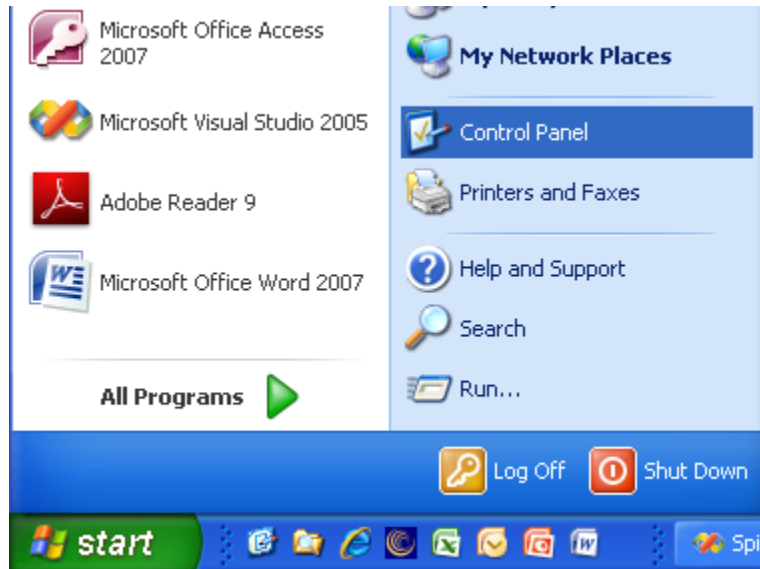 Microsoft Office Access
2007
Microsoft Visual Studio 2005
Adobe Reader 9
Microsoft Office Word 2007
All Programs
My Network Places
Control Panel
Printers and Faxes
Help and Support
Search
Run...
Log Off
Shut Down
start
Spi